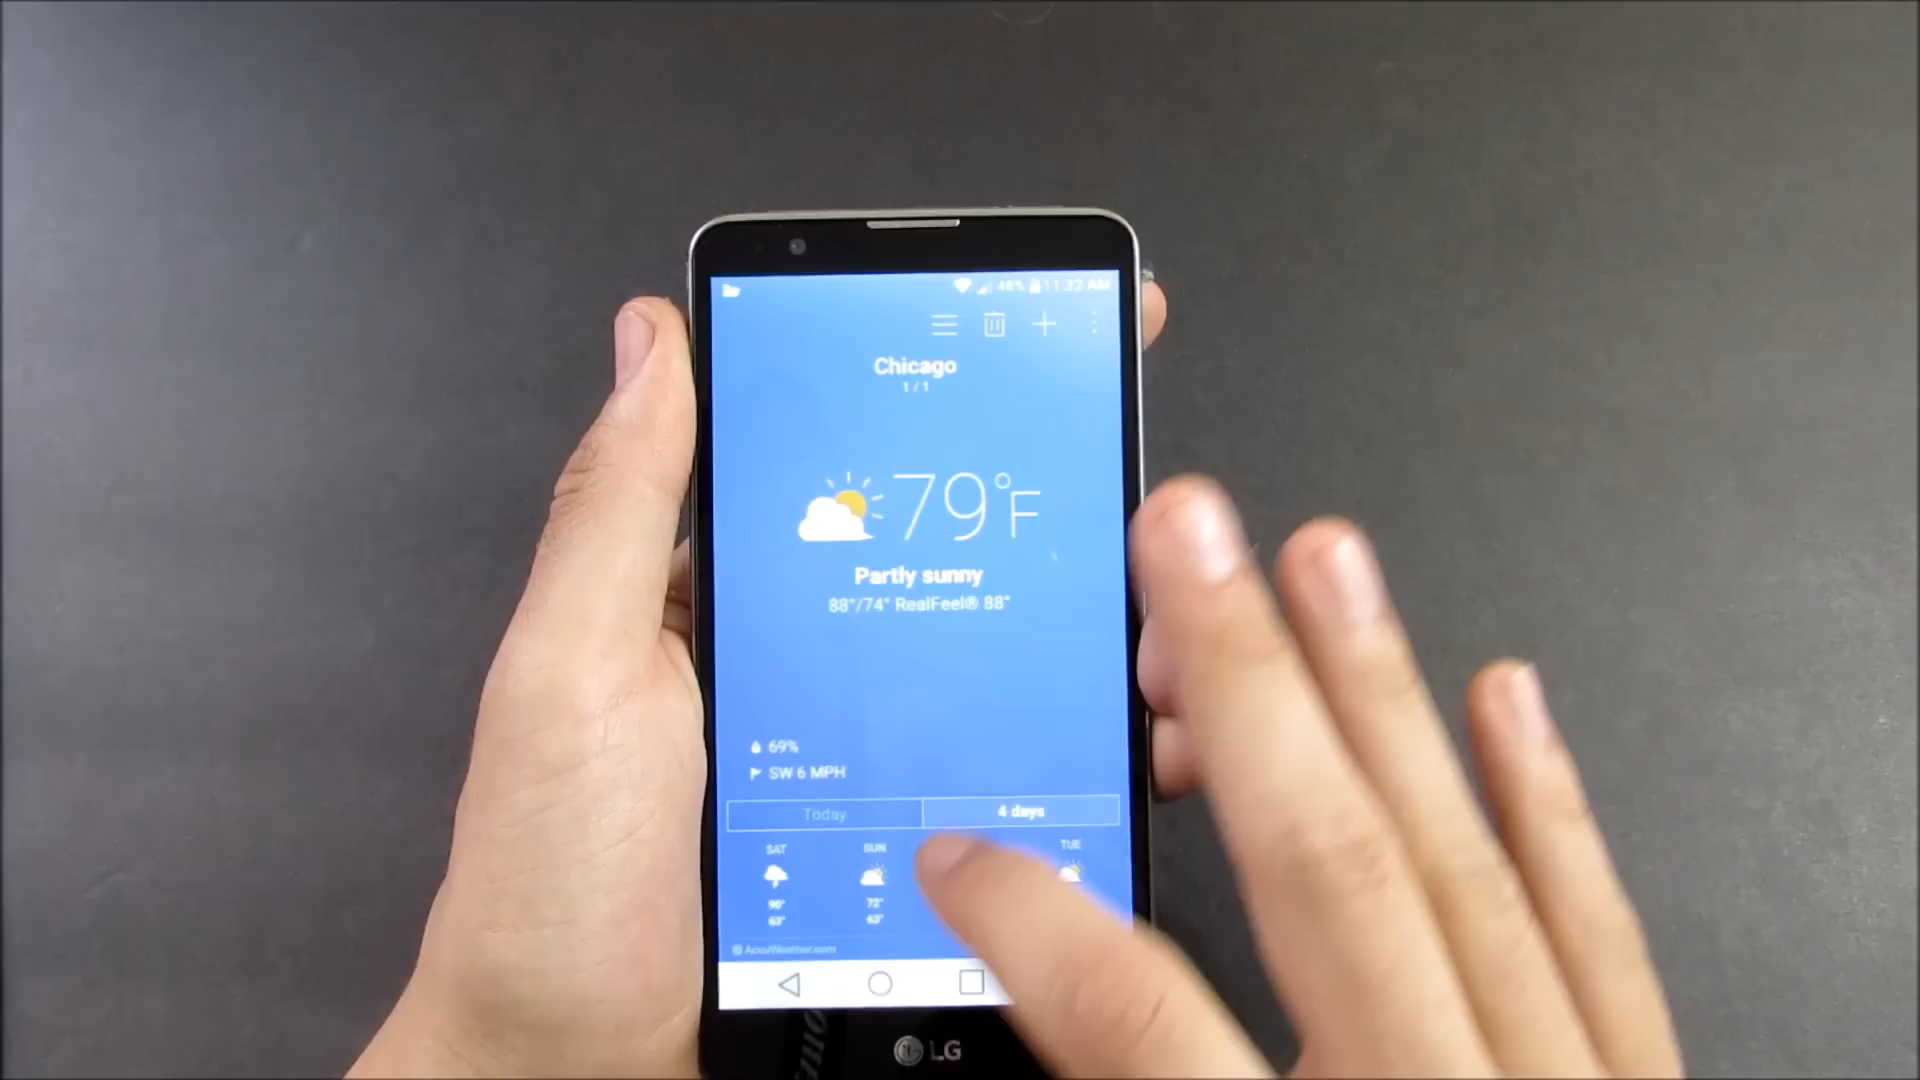 48% 11:32 AM
Chicago
1/1
79°F
Partly sunny
88°/74° RealFeel® 88°
69%
SW 6 MPH
Today
4 days
SAT SUN TUE
90° 72°
63° 63°
AccuWeather.com
LG